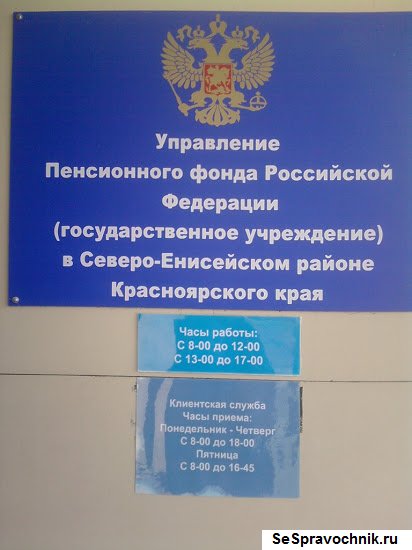 Управление
Пенсионного фонда Российской
Федерации
(государственное учреждение)
в Северо-Енисейском районе
Красноярского края
Часы работы:
С 8-00 до 12-00
С 13-00 до 17-00
Клиентская служба
Часы приема:
Понедельник - Четверг
С 8-00 до 18-00
Пятница
С 8-00 до 16-45
SeSpravochnik.ru